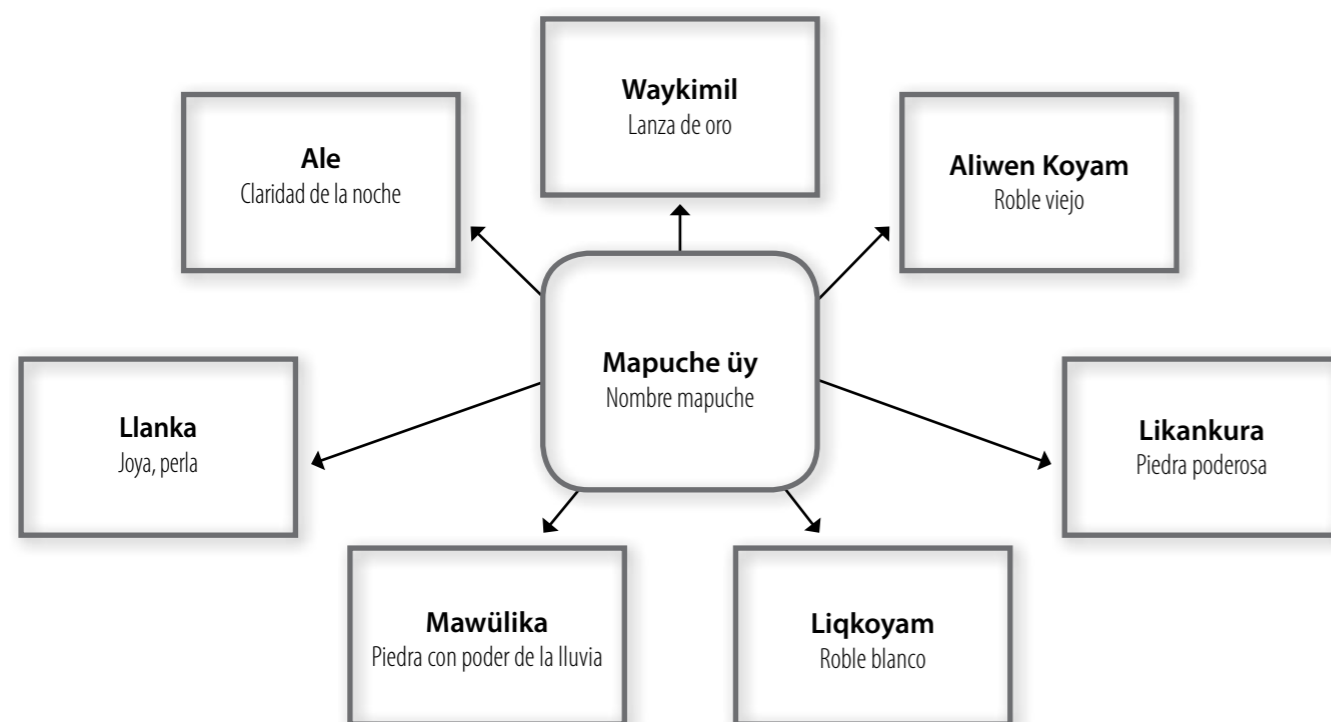 Waykimil
Lanza de oro
Ale
Claridad de la noche
Aliwen Koyam
Roble viejo
Mapuche üy
Nombre mapuche
Llanka
Joya, perla
Likankura
Piedra poderosa
Mawülika
Piedra con poder de la lluvia
Liqkoyam
Roble blanco